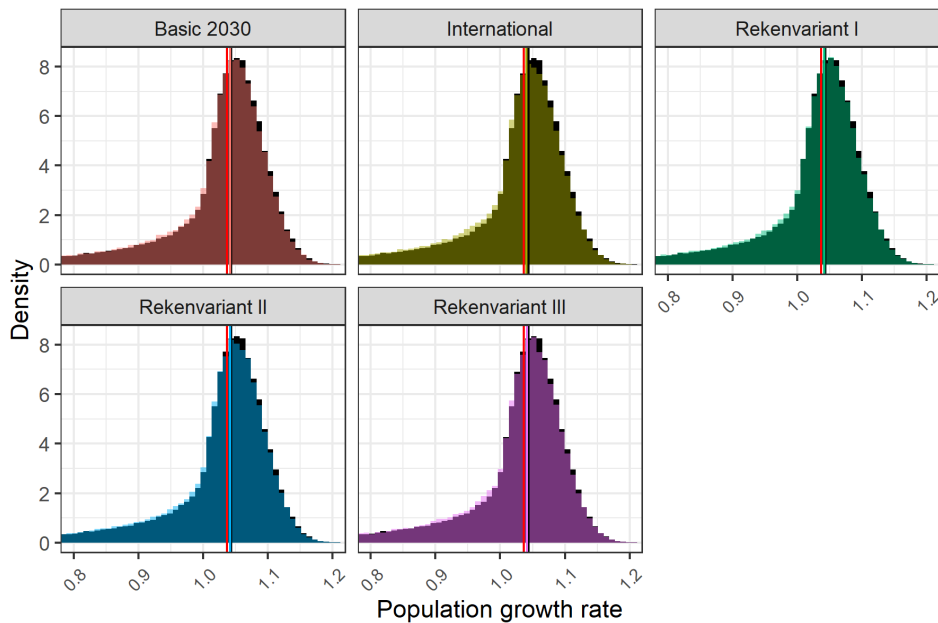 Basic 2030
International
Rekenvariant I
8
6
4
2
0
0.8 0.9 1.0 1.1 1.2
Rekenvariant II
Rekenvariant III
8
6
4
2
0
0.8 0.9 1.0 1.1 1.2
0.8 0.9 1.0 1.1 1.2
Density
Population growth rate